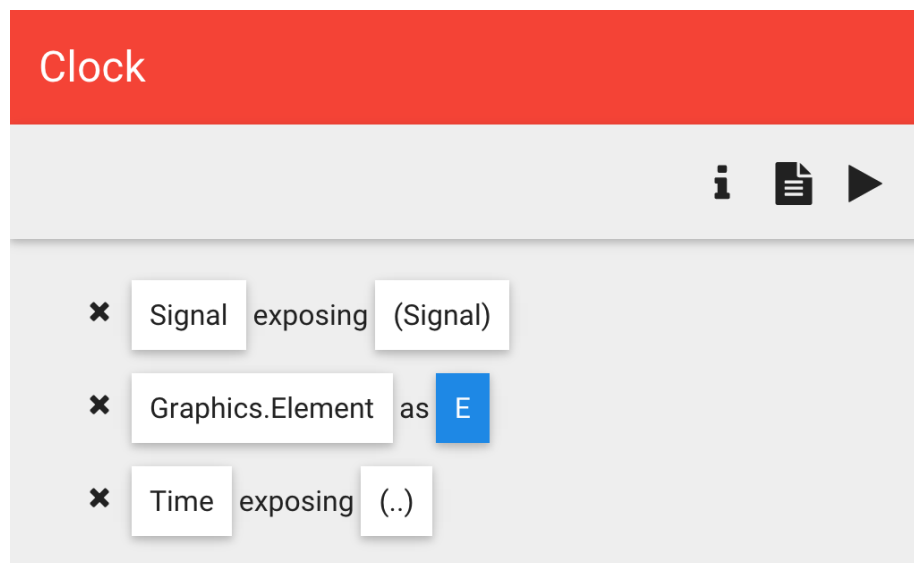 Clock
Signal exposing (Signal)
Graphics.Element as E
Time exposing (..)